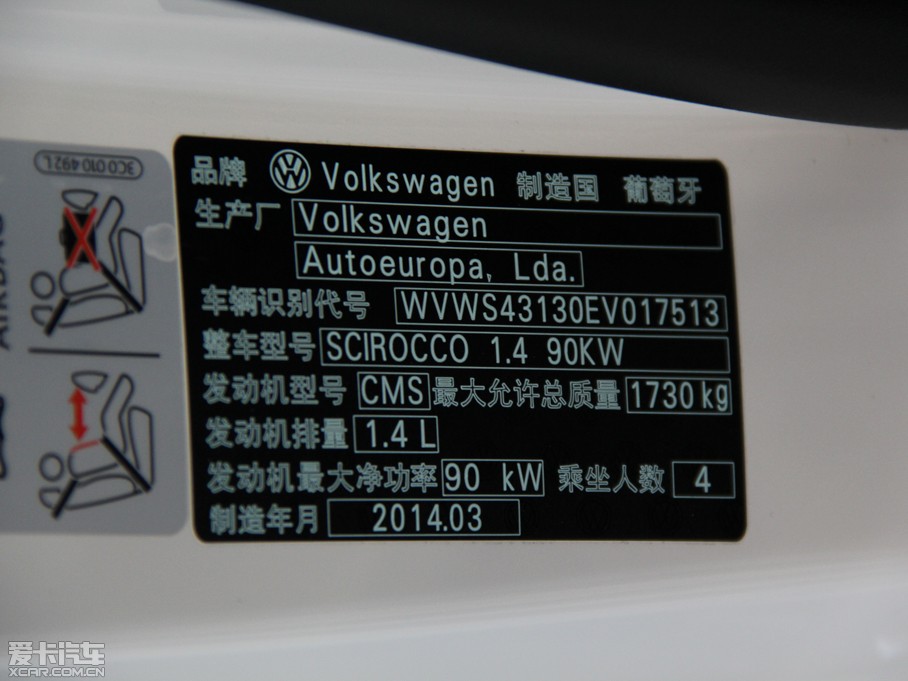 3C0 010 492 L
AIRBAG
品牌 Volkswagen 制造国 葡萄牙
生产厂 Volkswagen
Autoeuropa, Lda.
车辆识别代号 WVWS43130EV017513
整车型号 SCIROCCO 1.4 90KW
发动机型号 CMS 最大允许总质量 1730 kg
发动机排量 1.4 L
发动机最大净功率 90 kW 乘坐人数 4
制造年月 2014.03
爱卡汽车
XCAR.COM.CN